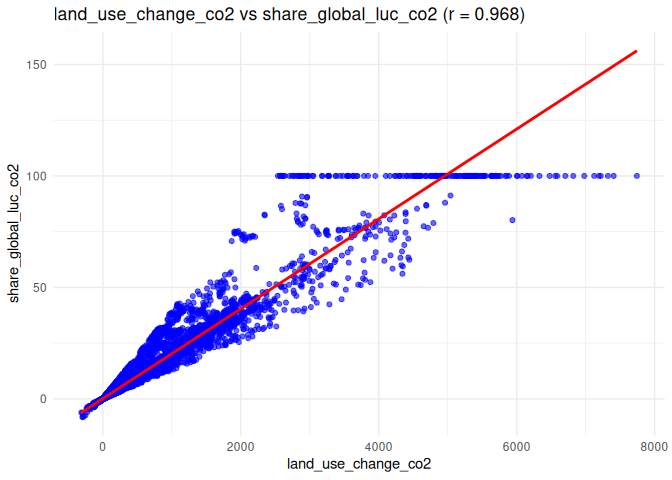 land_use_change_co2 vs share_global_luc_co2 (r = 0.968)
share_global_luc_co2
150
100
50
0
0 2000 4000 6000 8000
land_use_change_co2